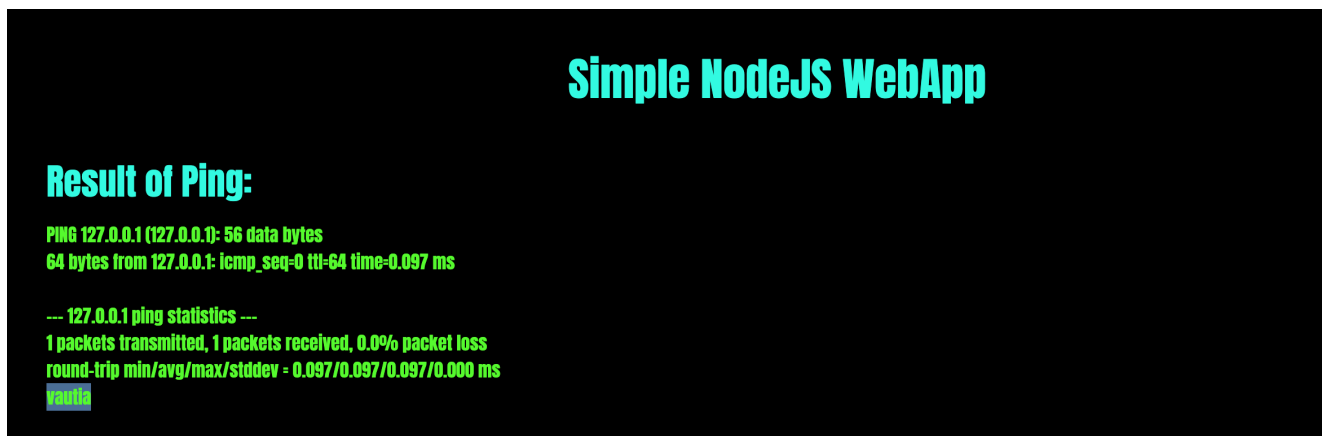 Simple NodeJS WebApp
Result of Ping:
PING 127.0.0.1 (127.0.0.1): 56 data bytes
64 bytes from 127.0.0.1: icmp_seq=0 ttl=64 time=0.097 ms
--- 127.0.0.1 ping statistics ---
1 packets transmitted, 1 packets received, 0.0% packet loss
round-trip min/avg/max/stddev = 0.097/0.097/0.097/0.000 ms
vautia